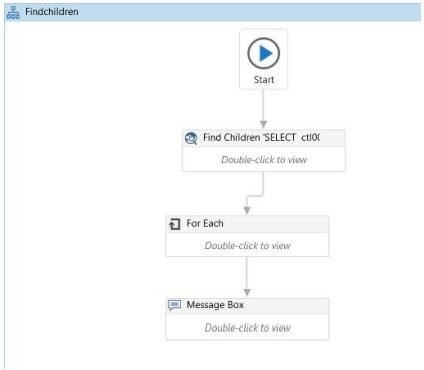 Findchildren
Start
Find Children 'SELECT ctl00
Double-click to view
For Each
Double-click to view
Message Box
Double-click to view